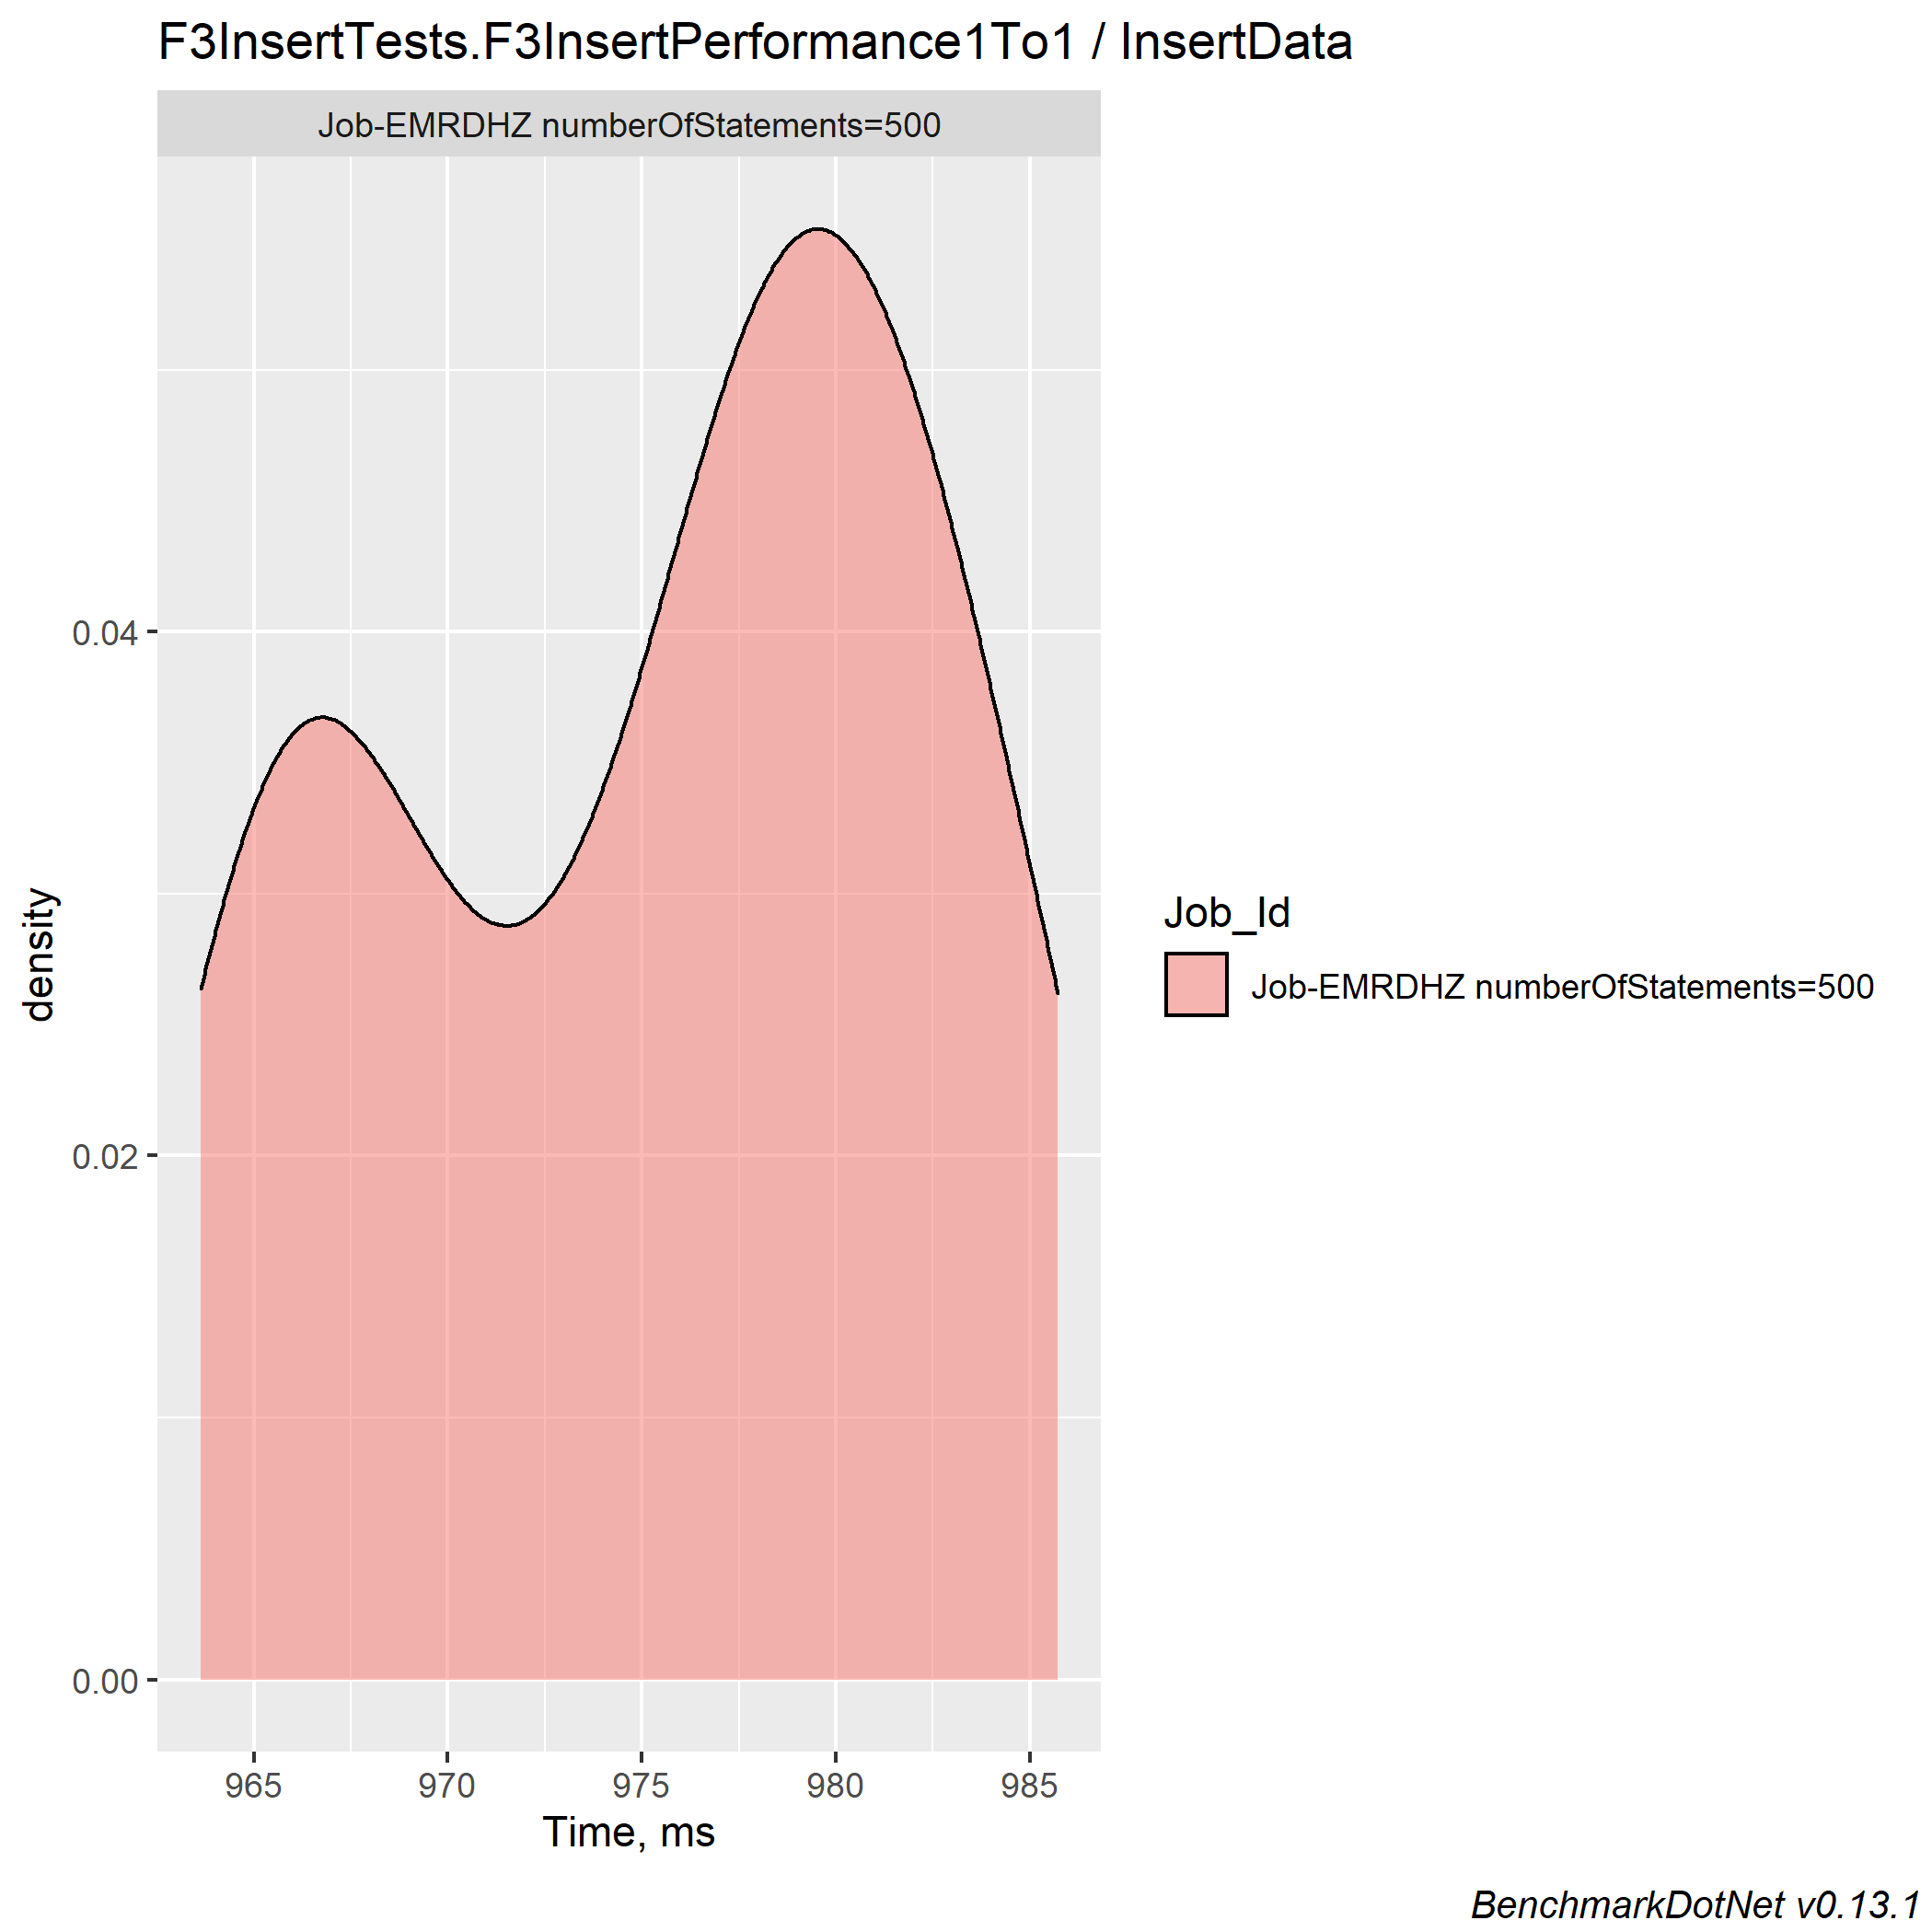 F3InsertTests.F3InsertPerformance1To1 / InsertData
Job-EMRDHZ numberOfStatements=500
density
0.04
0.02
0.00
965 970 975 980 985
Time, ms
Job_Id
Job-EMRDHZ numberOfStatements=500
BenchmarkDotNet v0.13.1